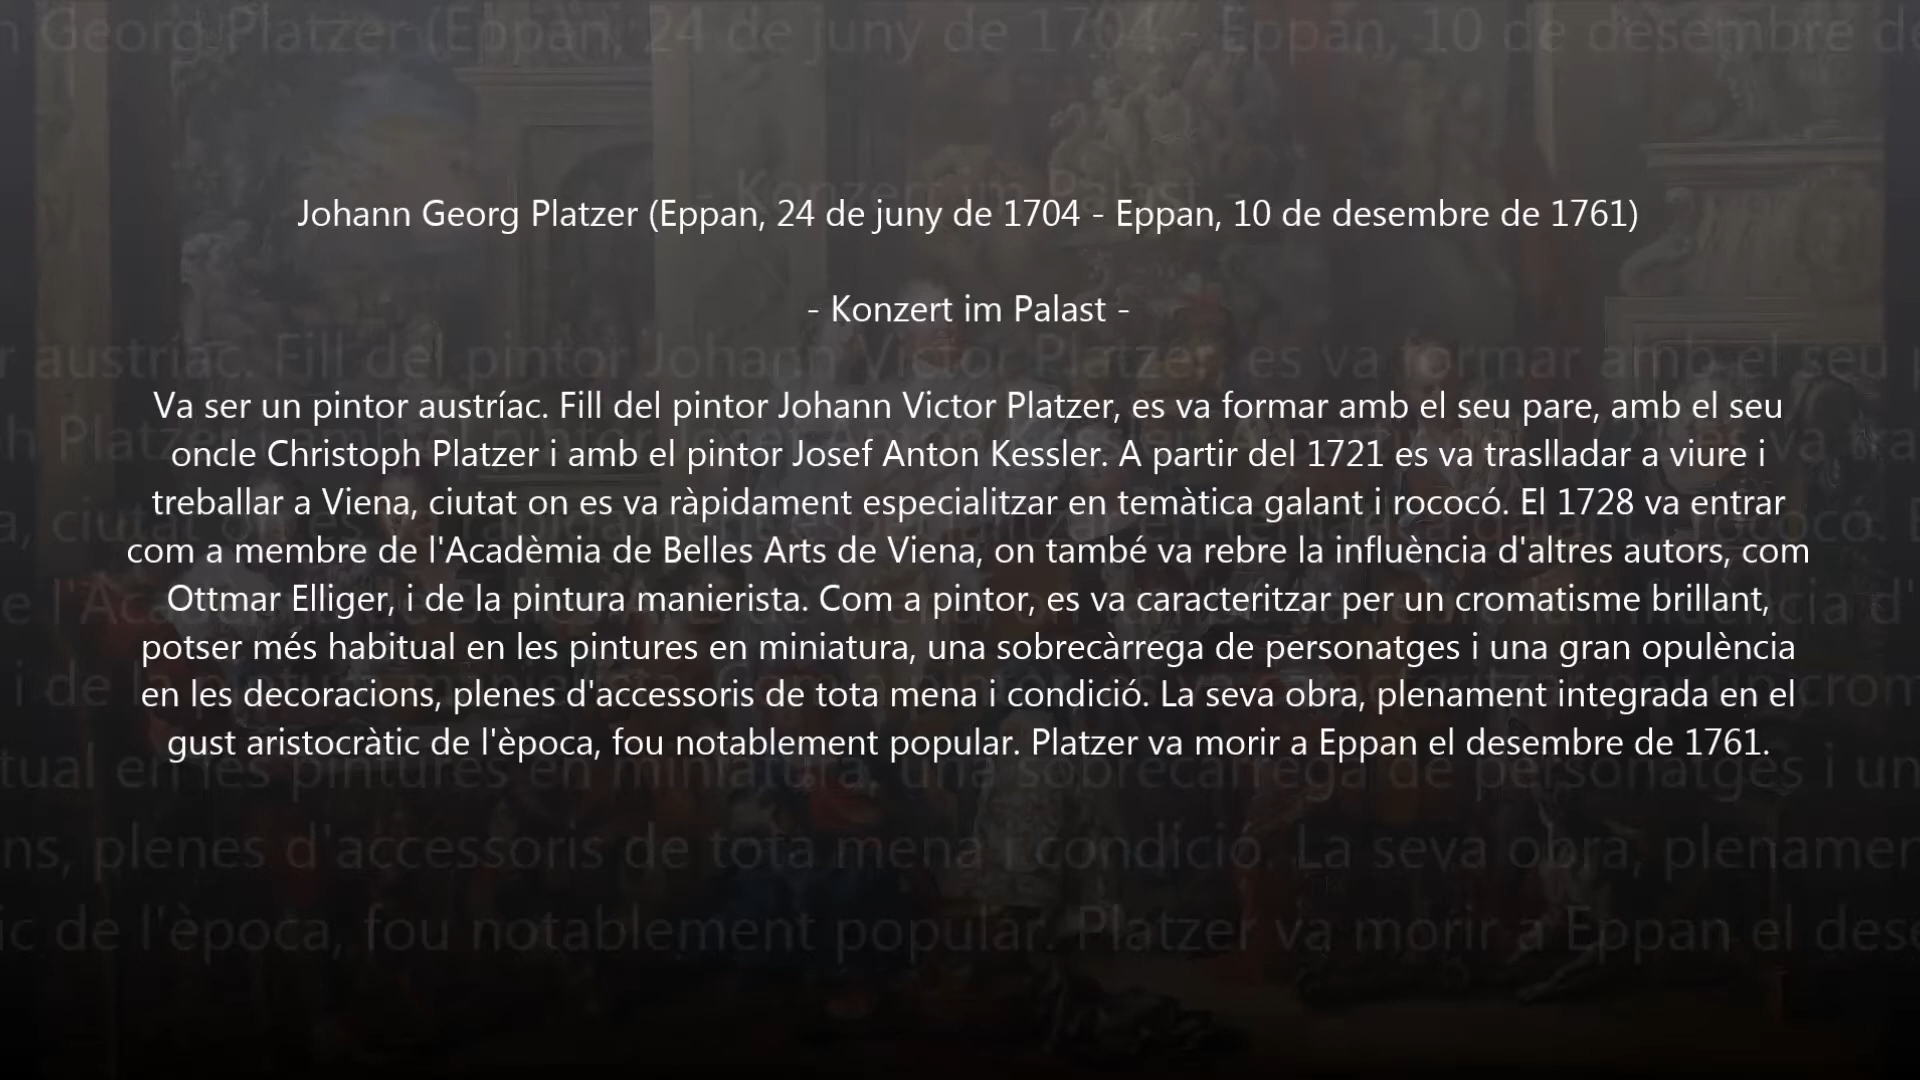 Johann Georg Platzer (Eppan, 24 de juny de 1704 - Eppan, 10 de desembre de 1761)
- Konzert im Palast -
Va ser un pintor austríac. Fill del pintor Johann Victor Platzer, es va formar amb el seu pare, amb el seu
oncle Christoph Platzer i amb el pintor Josef Anton Kessler. A partir del 1721 es va traslladar a viure i
treballar a Viena, ciutat on es va ràpidament especialitzar en temàtica galant i rococó. El 1728 va entrar
com a membre de l'Acadèmia de Belles Arts de Viena, on també va rebre la influència d'altres autors, com
Ottmar Elliger, i de la pintura manierista. Com a pintor, es va caracteritzar per un cromatisme brillant,
potser més habitual en les pintures en miniatura, una sobrecàrrega de personatges i una gran opulència
en les decoracions, plenes d'accessoris de tota mena i condició. La seva obra, plenament integrada en el
gust aristocràtic de l'època, fou notablement popular. Platzer va morir a Eppan el desembre de 1761.